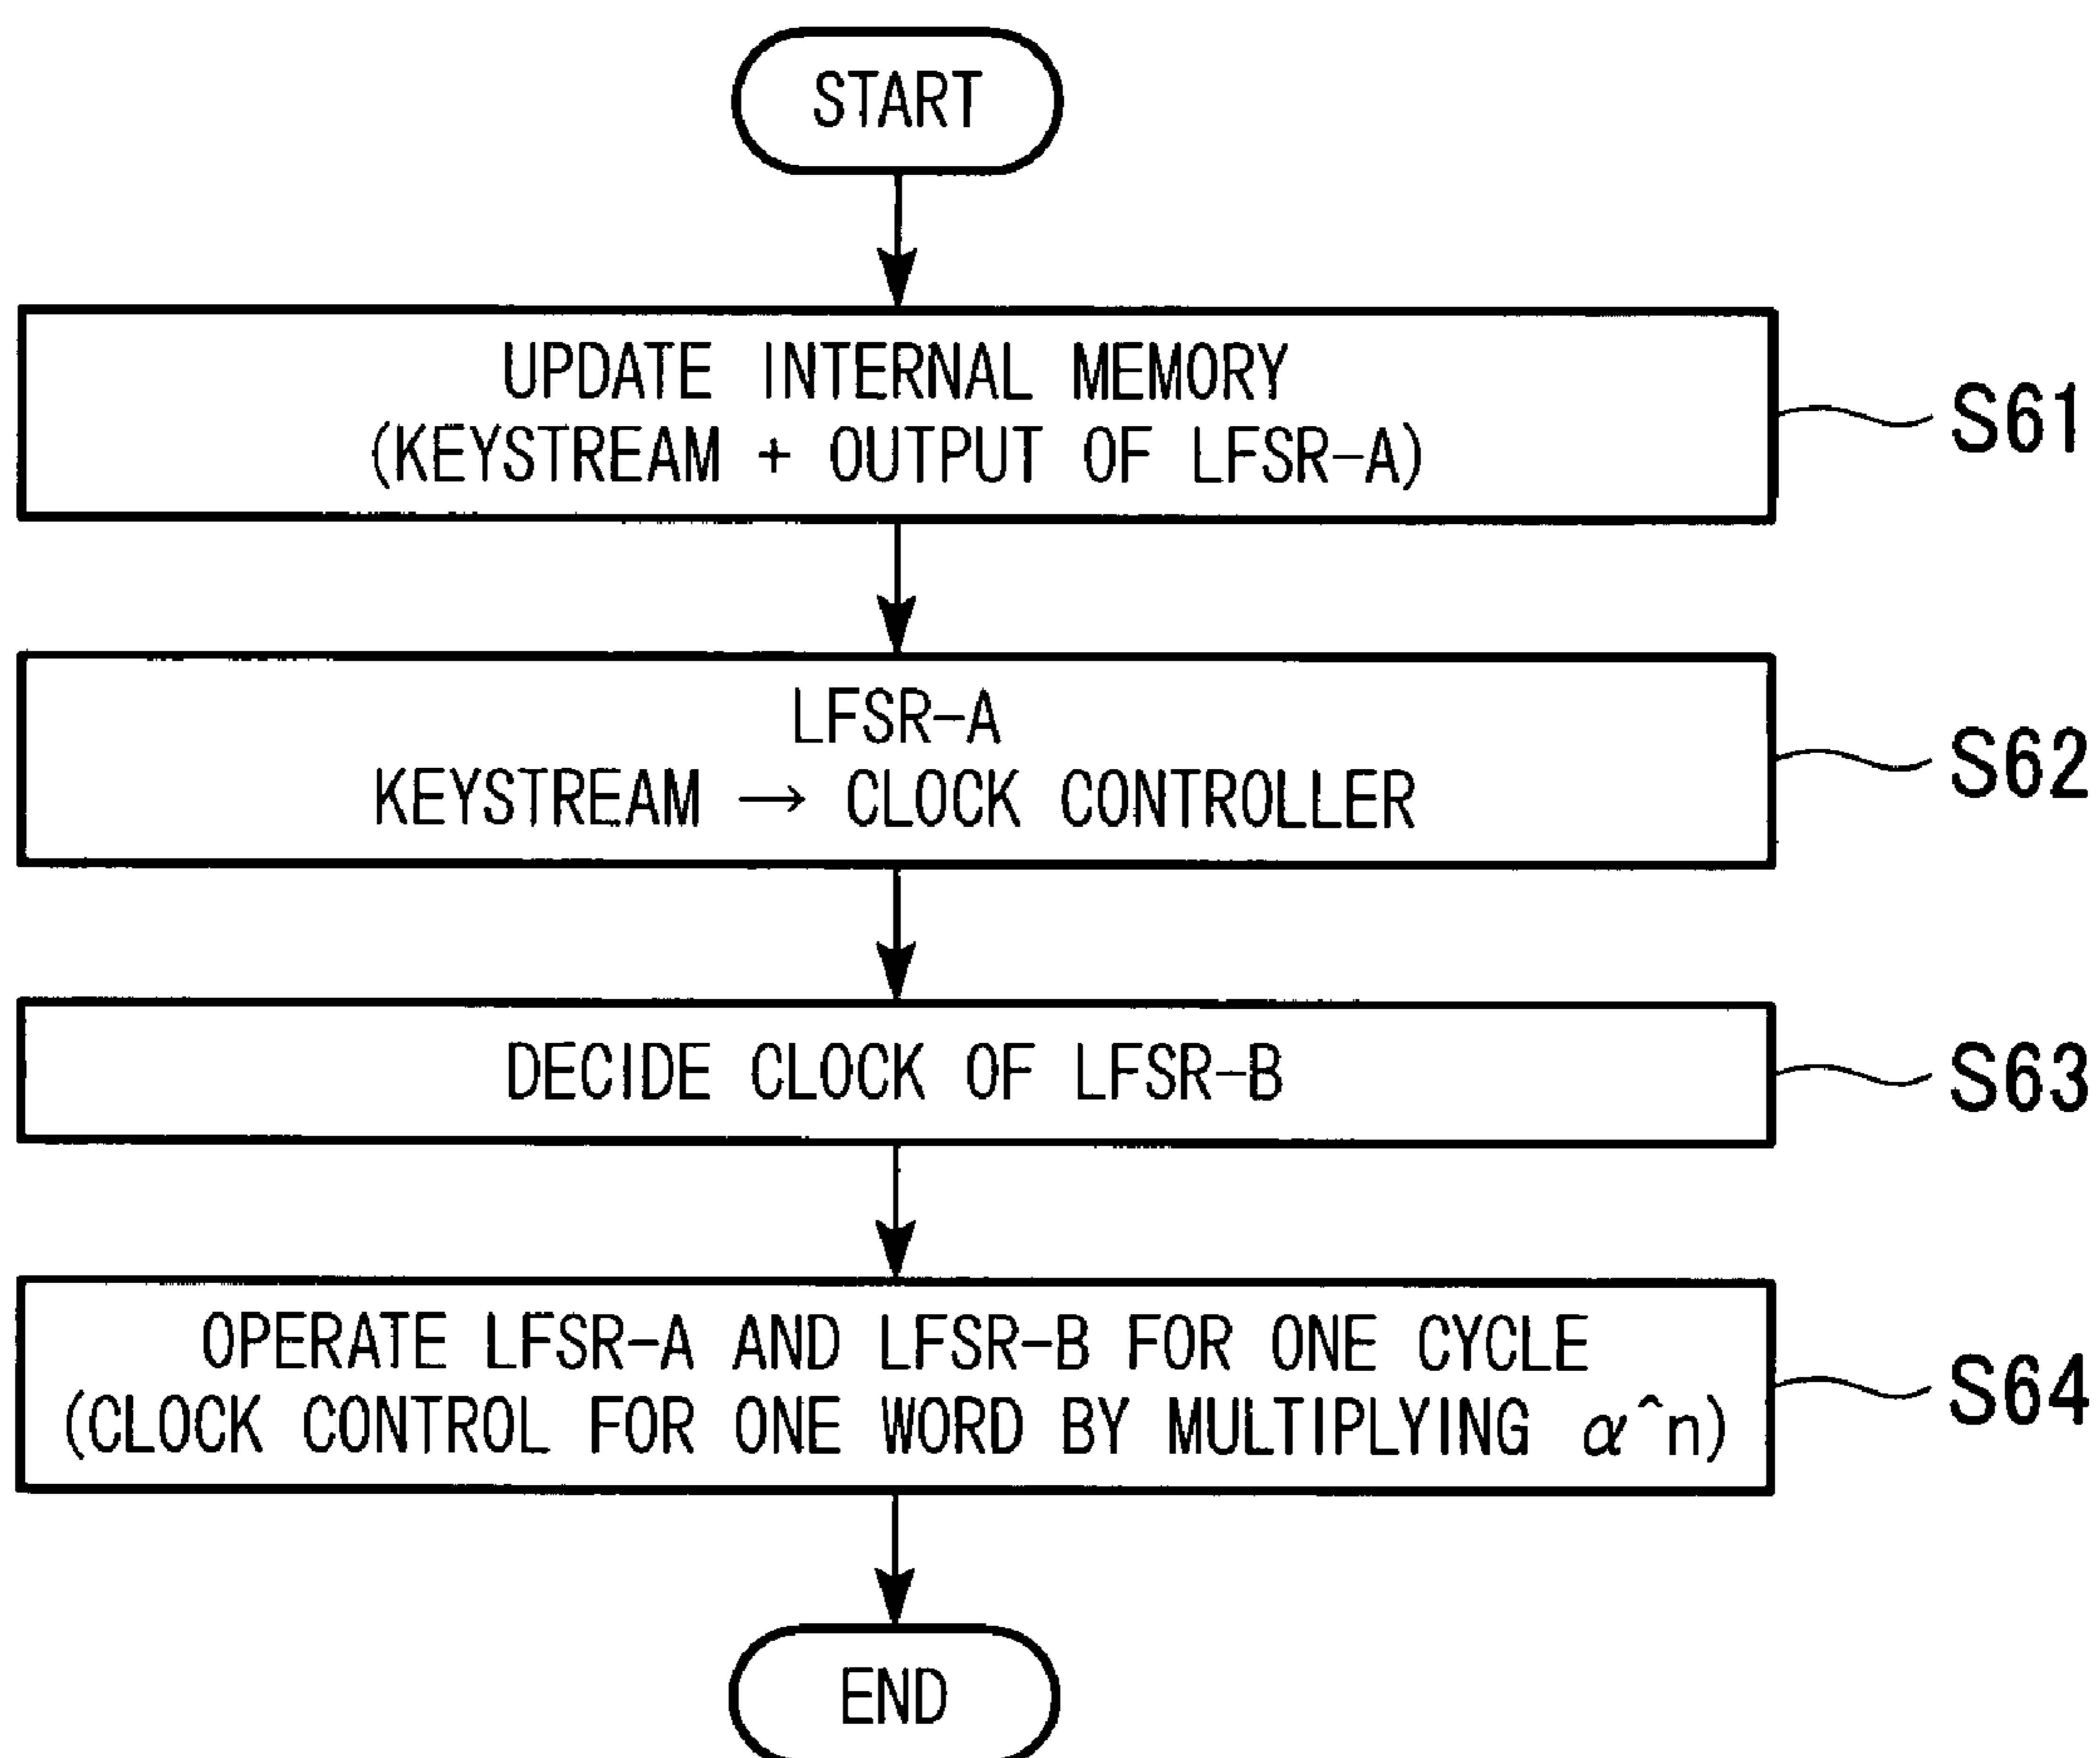 START
UPDATE INTERNAL MEMORY
(KEYSTREAM + OUTPUT OF LFSR-A)
S61
LFSR-A
KEYSTREAM → CLOCK CONTROLLER
S62
DECIDE CLOCK OF LFSR-B
S63
OPERATE LFSR-A AND LFSR-B FOR ONE CYCLE
(CLOCK CONTROL FOR ONE WORD BY MULTIPLYING α^n)
S64
END